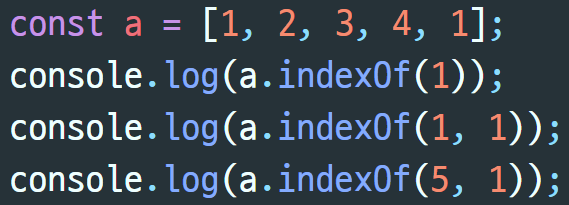 const a = [1, 2, 3, 4, 1];
console.log(a.indexOf(1));
console.log(a.indexOf(1, 1));
console.log(a.indexOf(5, 1));